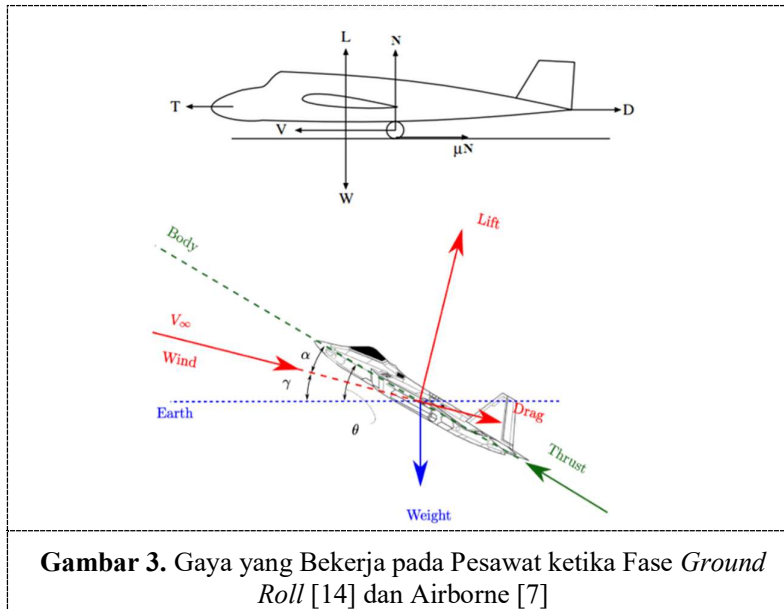 L
N
T
D
V
μN
W
Lift
Body
V∞
Wind
α
γ
Earth
θ
Drag
Thrust
Weight
Gambar 3. Gaya yang Bekerja pada Pesawat ketika Fase Ground
Roll [14] dan Airborne [7]